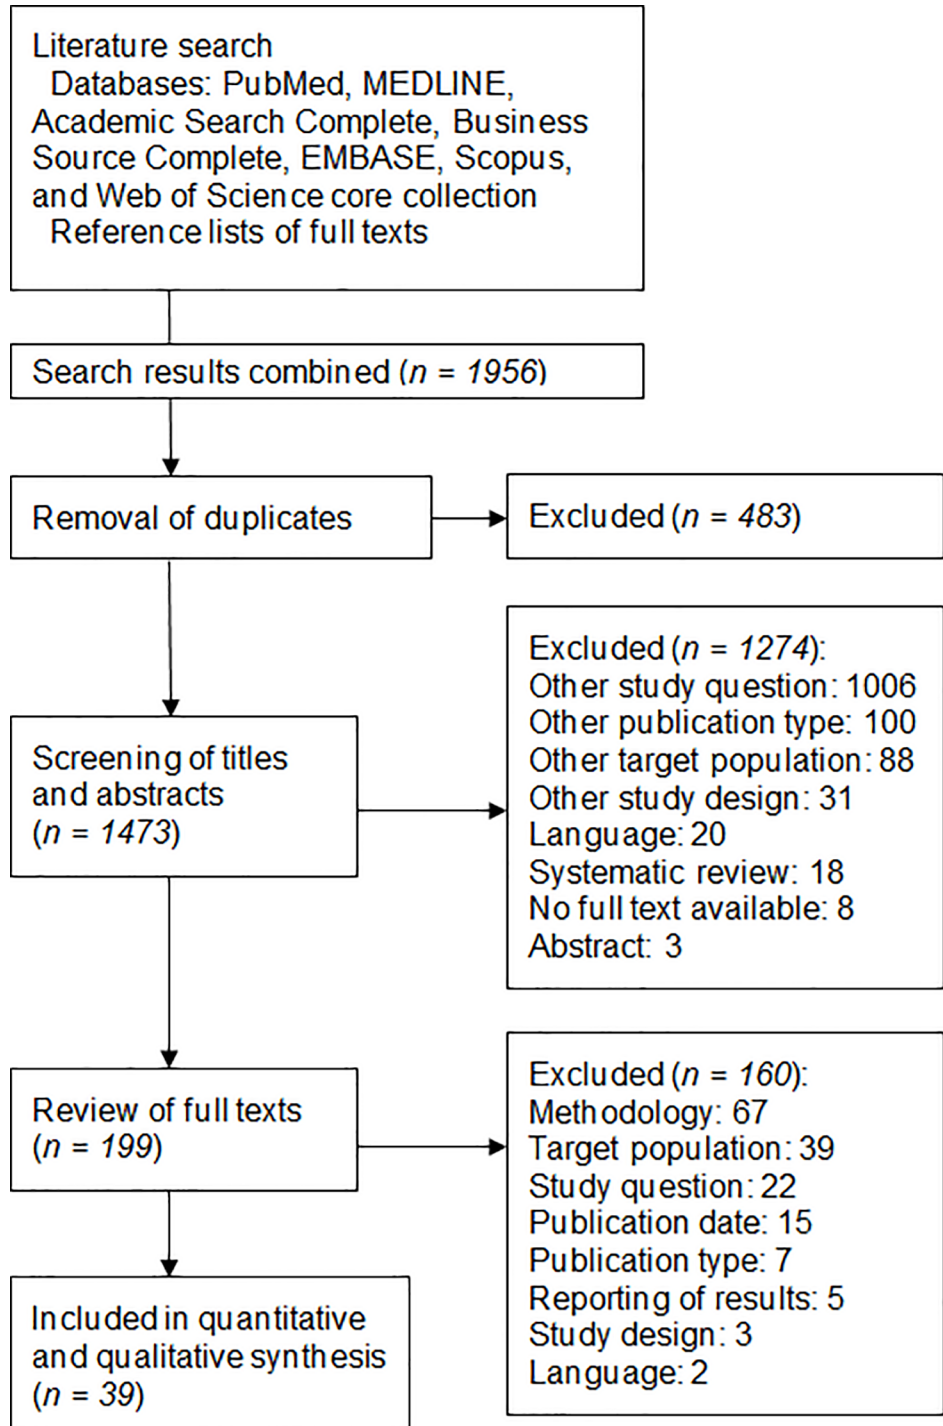 Literature search
Databases: PubMed, MEDLINE,
Academic Search Complete, Business
Source Complete, EMBASE, Scopus,
and Web of Science core collection
Reference lists of full texts
Search results combined (n = 1956)
Removal of duplicates
Excluded (n = 483)
Screening of titles
and abstracts
(n = 1473)
Excluded (n = 1274):
Other study question: 1006
Other publication type: 100
Other target population: 88
Other study design: 31
Language: 20
Systematic review: 18
No full text available: 8
Abstract: 3
Review of full texts
(n = 199)
Excluded (n = 160):
Methodology: 67
Target population: 39
Study question: 22
Publication date: 15
Publication type: 7
Reporting of results: 5
Study design: 3
Language: 2
Included in quantitative
and qualitative synthesis
(n = 39)